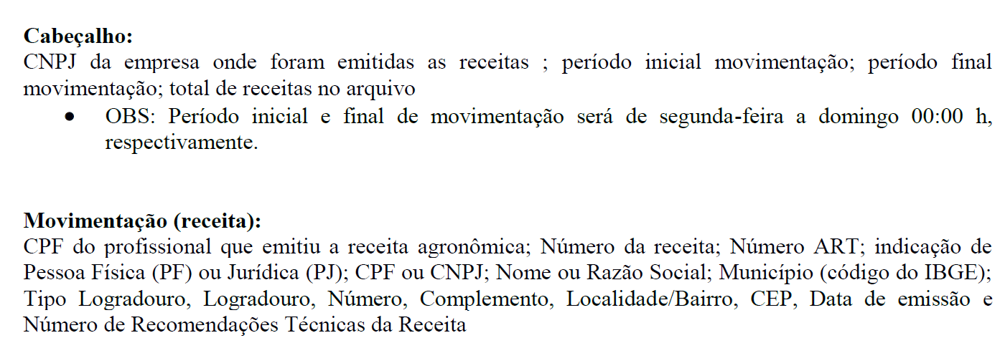 Cabeçalho:
CNPJ da empresa onde foram emitidas as receitas ; período inicial movimentação; período final
movimentação; total de receitas no arquivo
● OBS: Período inicial e final de movimentação será de segunda-feira a domingo 00:00 h,
respectivamente.
Movimentação (receita):
CPF do profissional que emitiu a receita agronômica; Número da receita; Número ART; indicação de
Pessoa Física (PF) ou Jurídica (PJ); CPF ou CNPJ; Nome ou Razão Social; Município (código do IBGE);
Tipo Logradouro, Logradouro, Número, Complemento, Localidade/Bairro, CEP, Data de emissão e
Número de Recomendações Técnicas da Receita